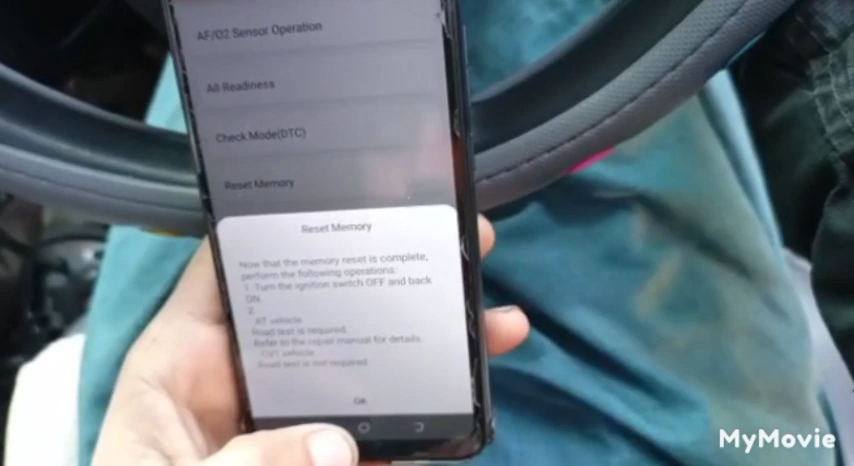 AF/O2 Sensor Operation
All Readiness
Check Mode(DTC)
Reset Memory
Reset Memory
Now that the memory reset is complete,
perform the following operations:
1. Turn the ignition switch OFF and back
ON.
2.
AT vehicle
Road test is required.
Refer to the repair manual for details.
CVT vehicle
Road test is not required.
OK
MyMovie